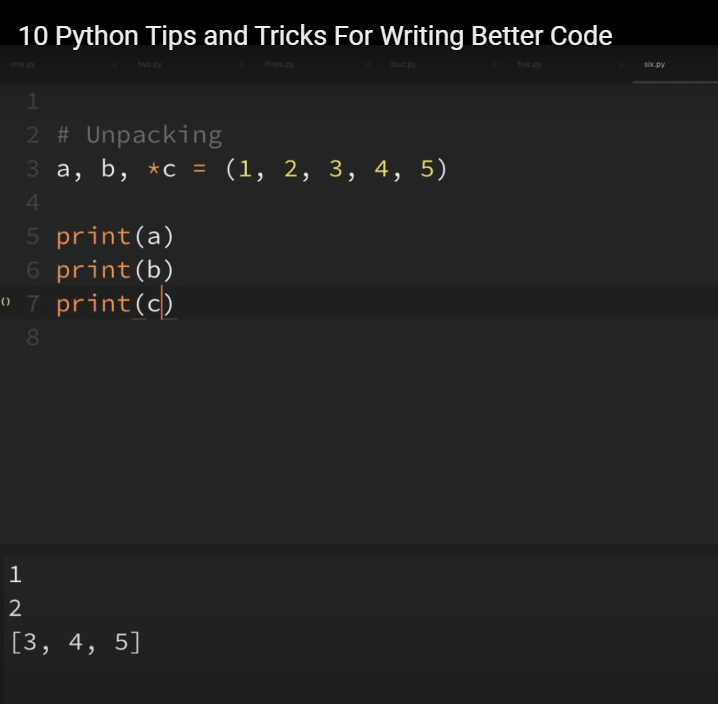 10 Python Tips and Tricks For Writing Better Code
one.py two.py three.py four.py five.py six.py
1
2 # Unpacking
3 a, b, *c = (1, 2, 3, 4, 5)
4
5 print(a)
6 print(b)
() 7 print(c)
8
1
2
[3, 4, 5]